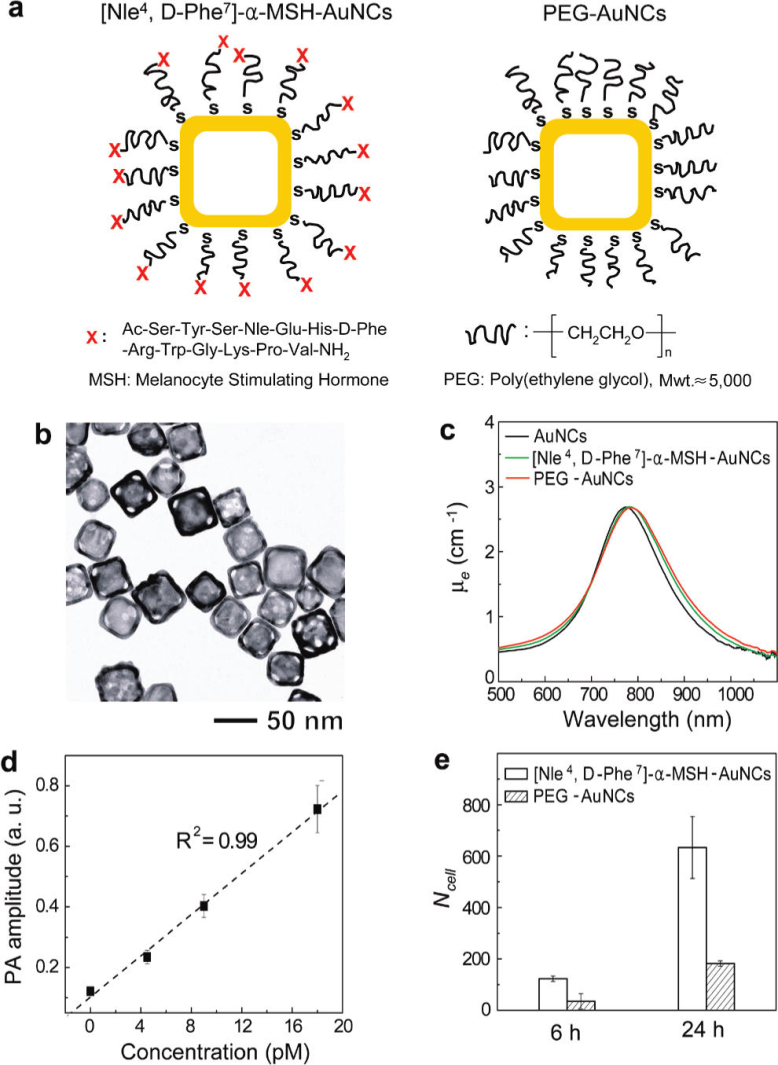 a
[Nle4, D-Phe7]-α-MSH-AuNCs
PEG-AuNCs
X X X X X X X X X X X X X X X
S S S S S S S S S S S S S S S
S S S S S S S S S S S S S S S S
X : Ac-Ser-Tyr-Ser-Nle-Glu-His-D-Phe
-Arg-Trp-Gly-Lys-Pro-Val-NH2
MSH: Melanocyte Stimulating Hormone
: [CH2CH2O]n
PEG: Poly(ethylene glycol), Mwt.≈5,000
b
50 nm
c
AuNCs
[Nle4, D-Phe7]-α-MSH-AuNCs
PEG-AuNCs
4
3
2
1
0
μe (cm-1)
500 600 700 800 900 1000
Wavelength (nm)
d
0.8
0.6
0.4
0.2
PA amplitude (a. u.)
R2=0.99
0 4 8 12 16 20
Concentration (pM)
e
[Nle4, D-Phe7]-α-MSH-AuNCs
PEG-AuNCs
800
600
400
200
0
Ncell
6 h 24 h